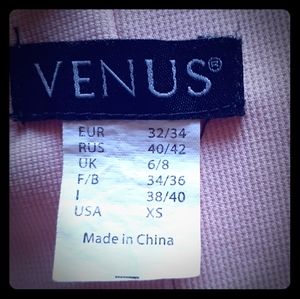 VENUS®
EUR 32/34
RUS 40/42
UK 6/8
F/B 34/36
I 38/40
USA XS
Made in China